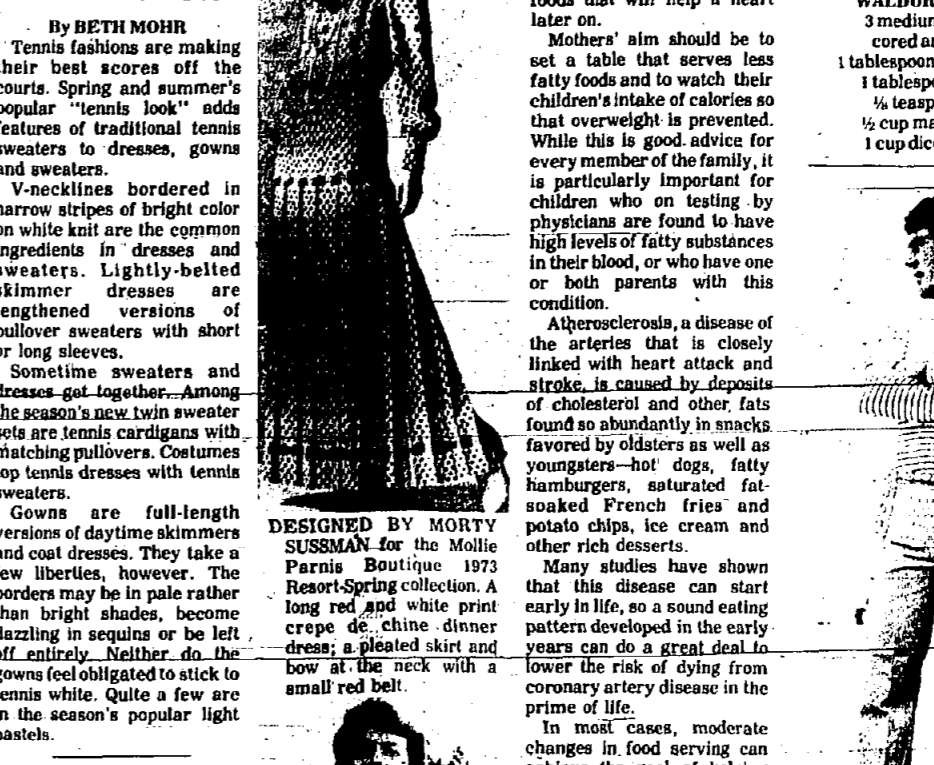 By BETH MOHR
Tennis fashions are making
their best scores off the
courts. Spring and summer's
popular "tennis look" adds
features of traditional tennis
sweaters to dresses, gowns
and sweaters.
V-necklines bordered in
narrow stripes of bright color
on white knit are the common
ingredients in dresses and
sweaters. Lightly-belted
skimmer dresses are
lengthened versions of
pullover sweaters with short
or long sleeves.
Sometime sweaters and
dresses get together. Among
the season's new twin sweater
sets are tennis cardigans with
matching pullovers. Costumes
top tennis dresses with tennis
sweaters.
Gowns are full-length
versions of daytime skimmers
and coat dresses. They take a
few liberties, however. The
borders may be in pale rather
than bright shades, become
dazzling in sequins or be left
off entirely. Neither do the
gowns feel obligated to stick to
tennis white. Quite a few are
in the season's popular light
pastels.
DESIGNED BY MORTY
SUSSMAN for the Mollie
Parnis Boutique 1973
Resort-Spring collection. A
long red and white print
crepe de chine dinner
dress; a pleated skirt and
bow at the neck with a
small red belt.
foods that will help a heart
later on.
Mothers' aim should be to
set a table that serves less
fatty foods and to watch their
children's intake of calories so
that overweight is prevented.
While this is good advice for
every member of the family, it
is particularly important for
children who on testing by
physicians are found to have
high levels of fatty substances
in their blood, or who have one
or both parents with this
condition.
Atherosclerosis, a disease of
the arteries that is closely
linked with heart attack and
stroke, is caused by deposits
of cholesterol and other fats
found so abundantly in snacks
favored by oldsters as well as
youngsters—hot dogs, fatty
hamburgers, saturated fat-
soaked French fries and
potato chips, ice cream and
other rich desserts.
Many studies have shown
that this disease can start
early in life, so a sound eating
pattern developed in the early
years can do a great deal to
lower the risk of dying from
coronary artery disease in the
prime of life.
In most cases, moderate
changes in food serving can
3 medium
cored
1 tablespoon
1
⅛
½ cup
1 cup